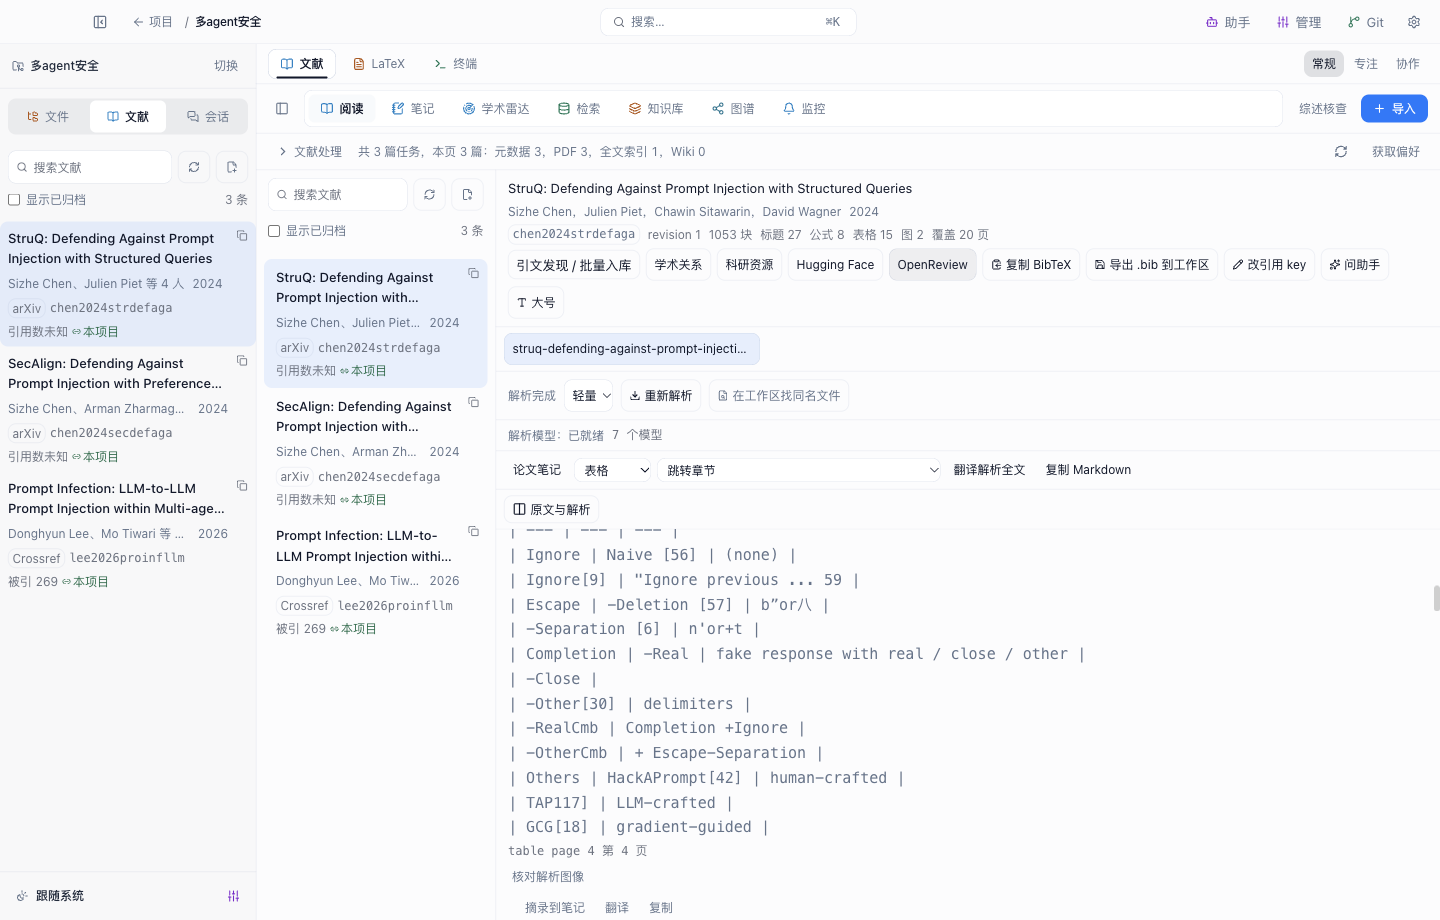 项目 / 多agent安全
搜索... ⌘K
助手 管理 Git
多agent安全 切换
文献 LaTeX 终端
常规 专注 协作
文件 文献 会话
阅读 笔记 学术雷达 检索 知识库 图谱 监控
综述核查 导入
文献处理 共 3 篇任务，本页 3 篇：元数据 3，PDF 3，全文索引 1，Wiki 0
获取偏好
搜索文献
显示已归档 3 条
StruQ: Defending Against Prompt
Injection with Structured Queries
Sizhe Chen、Julien Piet 等 4 人 2024
arXiv chen2024strdefaga
引用数未知 本项目
SecAlign: Defending Against
Prompt Injection with Preference...
Sizhe Chen、Arman Zharmag... 2024
arXiv chen2024secdefaga
引用数未知 本项目
Prompt Infection: LLM-to-LLM
Prompt Injection within Multi-age...
Donghyun Lee、Mo Tiwari 等 ... 2026
Crossref lee2026proinfllm
被引 269 本项目
跟随系统
搜索文献
显示已归档 3 条
StruQ: Defending Against
Prompt Injection with...
Sizhe Chen、Julien Piet... 2024
arXiv chen2024strdefaga
引用数未知 本项目
SecAlign: Defending Against
Prompt Injection with...
Sizhe Chen、Arman Zh... 2024
arXiv chen2024secdefaga
引用数未知 本项目
Prompt Infection: LLM-to-
LLM Prompt Injection withi...
Donghyun Lee、Mo Tiw... 2026
Crossref lee2026proinfllm
被引 269 本项目
StruQ: Defending Against Prompt Injection with Structured Queries
Sizhe Chen，Julien Piet，Chawin Sitawarin，David Wagner 2024
chen2024strdefaga revision 1 1053 块 标题 27 公式 8 表格 15 图 2 覆盖 20 页
引文发现 / 批量入库 学术关系 科研资源 Hugging Face OpenReview 复制 BibTeX 导出 .bib 到工作区 改引用 key 问助手
大号
struq-defending-against-prompt-injecti...
解析完成 轻量 重新解析 在工作区找同名文件
解析模型：已就绪 7 个模型
论文笔记 表格 跳转章节 翻译解析全文 复制 Markdown
原文与解析
| --- | --- | --- |
| Ignore | Naive [56] | (none) |
| Ignore[9] | "Ignore previous ... 59 |
| Escape | -Deletion [57] | b”or八 |
| -Separation [6] | n'or+t |
| Completion | -Real | fake response with real / close / other |
| -Close |
| -Other[30] | delimiters |
| -RealCmb | Completion +Ignore |
| -OtherCmb | + Escape-Separation |
| Others | HackAPrompt[42] | human-crafted |
| TAP117] | LLM-crafted |
| GCG[18] | gradient-guided |
table page 4 第 4 页
核对解析图像
摘录到笔记 翻译 复制